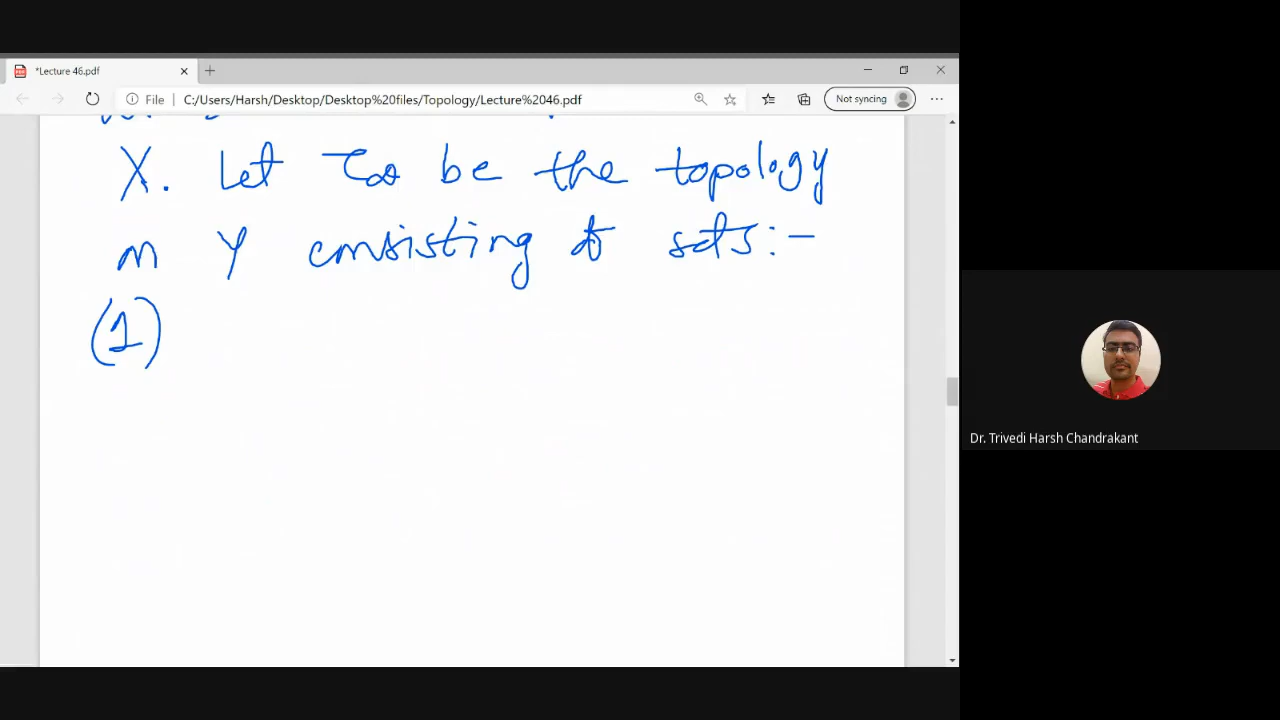 *Lecture 46.pdf
File
C:/Users/Harsh/Desktop/Desktop%20files/Topology/Lecture%2046.pdf
Not syncing
X. Let τ∞ be the topology
on Y consisting of sets:-
(1)
Dr. Trivedi Harsh Chandrakant